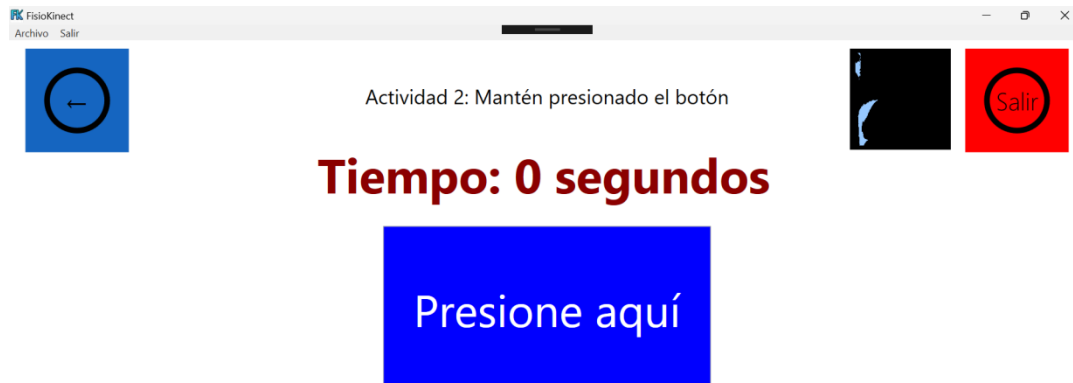 FK FisioKinect
Archivo Salir
←
Actividad 2: Mantén presionado el botón
Salir
Tiempo: 0 segundos
Presione aquí